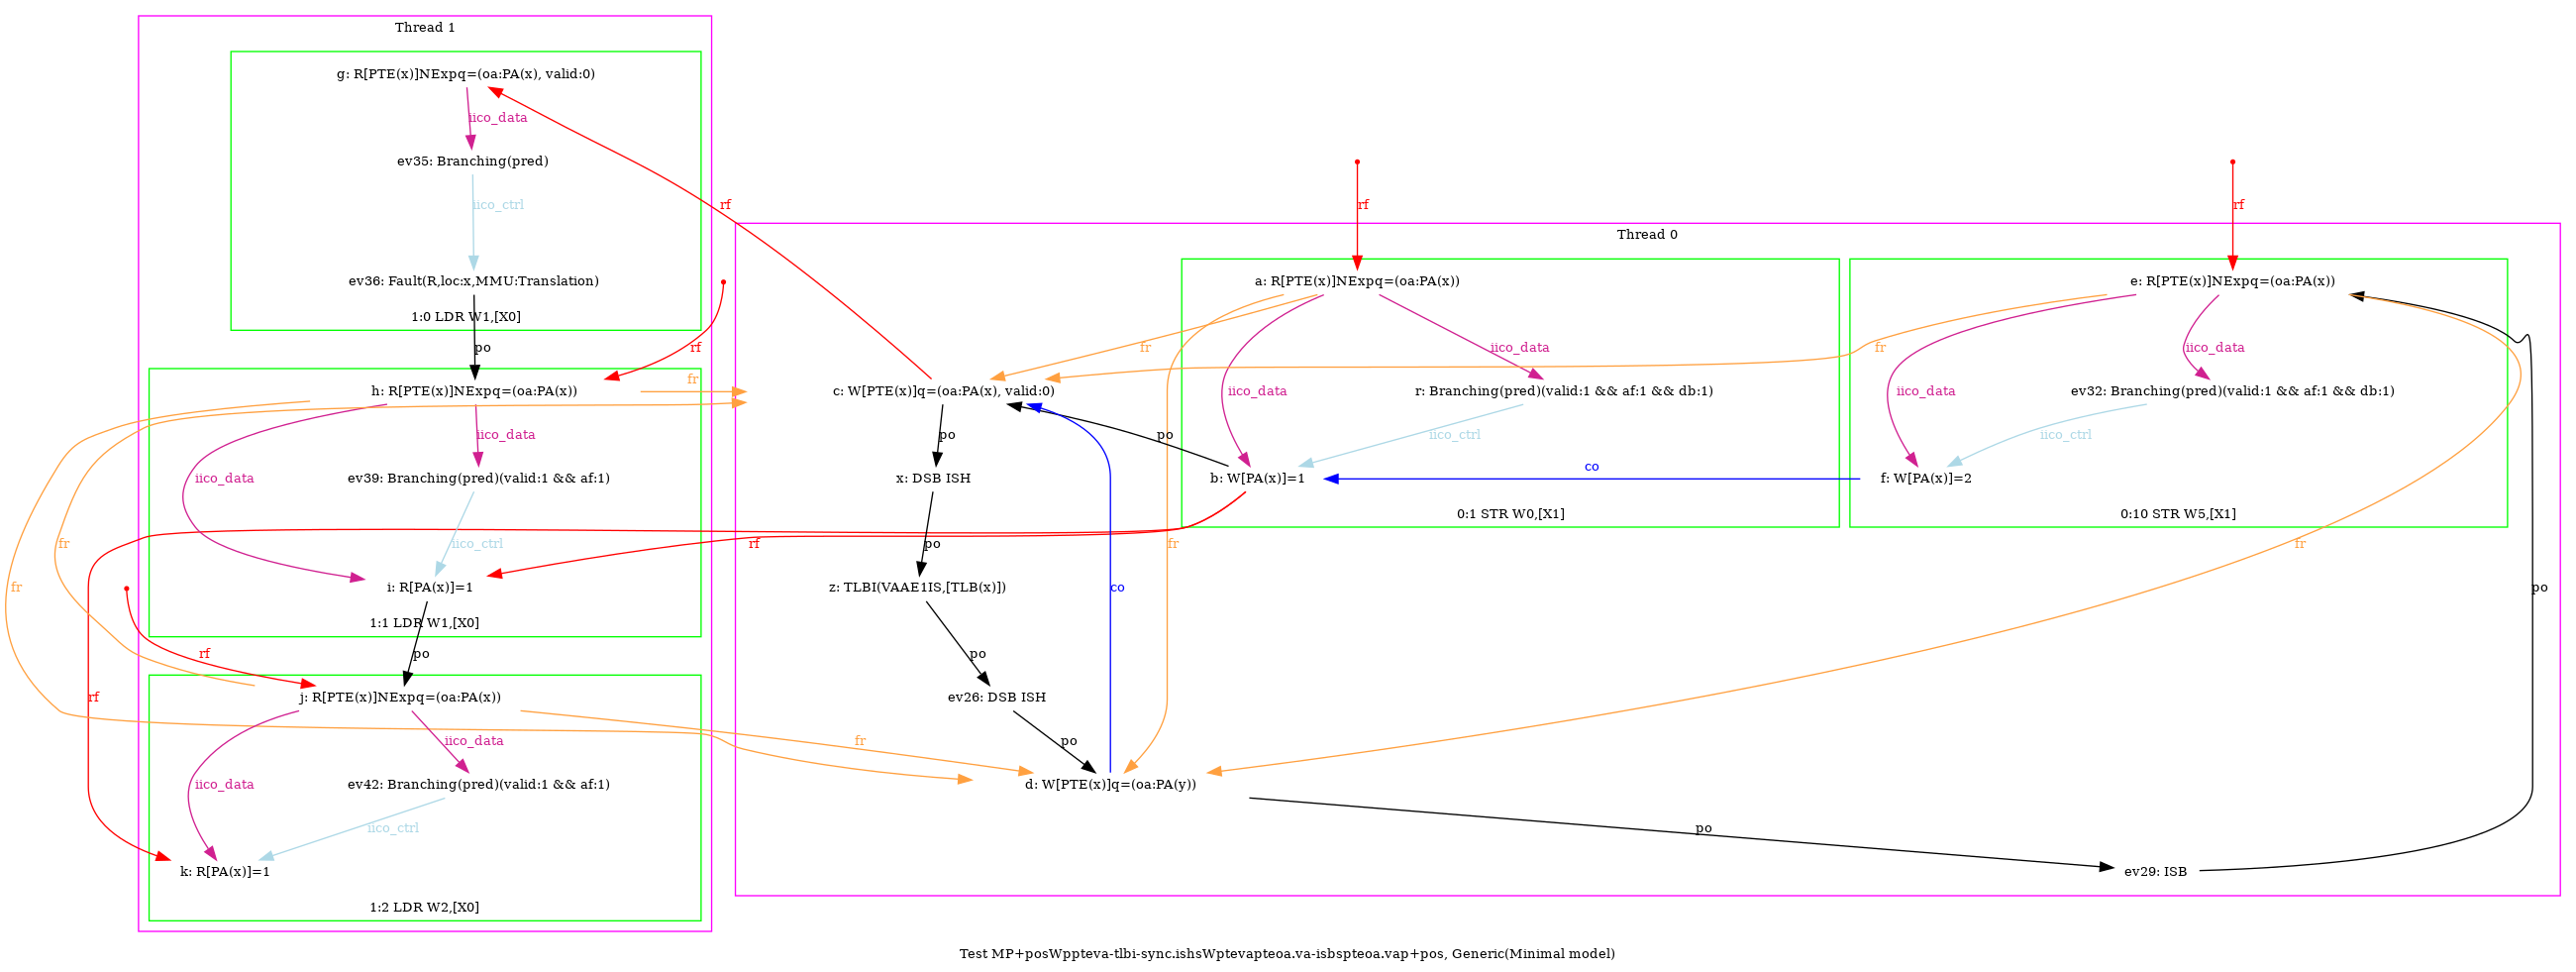 Thread 1
g: R[PTE(x)]NExpq=(oa:PA(x), valid:0)
iico_data
ev35: Branching(pred)
iico_ctrl
rf
rf
rf
Thread 0
ev36: Fault(R,loc:x,MMU:Translation)
a: R[PTE(x)]NExpq=(oa:PA(x))
e: R[PTE(x)]NExpq=(oa:PA(x))
1:0 LDR W1,[X0]
po
rf
fr
iico_data
fr
iico_data
fr
h: R[PTE(x)]NExpq=(oa:PA(x))
c: W[PTE(x)]q=(oa:PA(x), valid:0)
iico_data
r: Branching(pred)(valid:1 && af:1 && db:1)
iico_data
ev32: Branching(pred)(valid:1 && af:1 && db:1)
iico_data
po
po
iico_ctrl
iico_ctrl
iico_data
ev39: Branching(pred)(valid:1 && af:1)
x: DSB ISH
b: W[PA(x)]=1
co
f: W[PA(x)]=2
0:1 STR W0,[X1]
0:10 STR W5,[X1]
fr
iico_ctrl
rf
po
fr
fr
fr
i: R[PA(x)]=1
z: TLBI(VAAE1IS,[TLB(x)])
co
po
1:1 LDR W1,[X0]
rf
po
po
rf
j: R[PTE(x)]NExpq=(oa:PA(x))
ev26: DSB ISH
iico_data
fr
po
iico_data
ev42: Branching(pred)(valid:1 && af:1)
d: W[PTE(x)]q=(oa:PA(y))
iico_ctrl
po
k: R[PA(x)]=1
ev29: ISB
1:2 LDR W2,[X0]
Test MP+posWppteva-tlbi-sync.ishsWptevapteoa.va-isbspteoa.vap+pos, Generic(Minimal model)